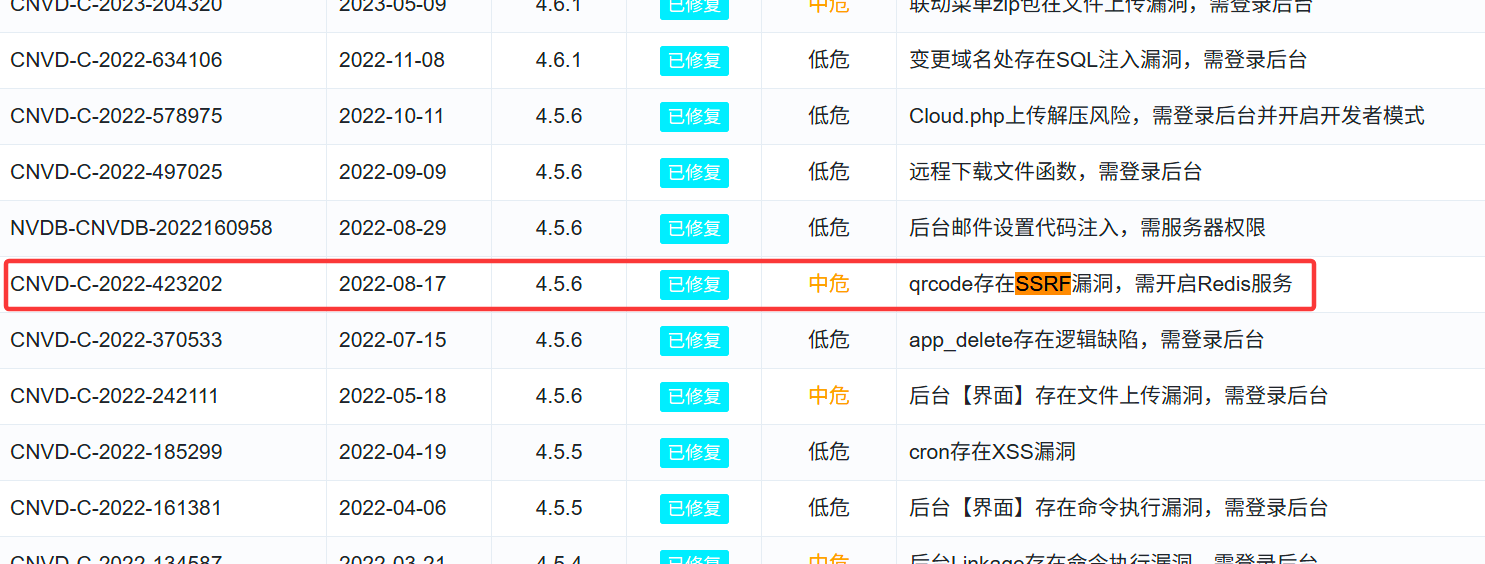 CNVD-C-2023-204320 2023-05-09 4.6.1 已修复 中危 联动菜单zip包在文件上传漏洞，需登录后台
CNVD-C-2022-634106 2022-11-08 4.6.1 已修复 低危 变更域名处存在SQL注入漏洞，需登录后台
CNVD-C-2022-578975 2022-10-11 4.5.6 已修复 低危 Cloud.php上传解压风险，需登录后台并开启开发者模式
CNVD-C-2022-497025 2022-09-09 4.5.6 已修复 低危 远程下载文件函数，需登录后台
NVDB-CNVDB-2022160958 2022-08-29 4.5.6 已修复 低危 后台邮件设置代码注入，需服务器权限
CNVD-C-2022-423202 2022-08-17 4.5.6 已修复 中危 qrcode存在SSRF漏洞，需开启Redis服务
CNVD-C-2022-370533 2022-07-15 4.5.6 已修复 低危 app_delete存在逻辑缺陷，需登录后台
CNVD-C-2022-242111 2022-05-18 4.5.6 已修复 中危 后台【界面】存在文件上传漏洞，需登录后台
CNVD-C-2022-185299 2022-04-19 4.5.5 已修复 低危 cron存在XSS漏洞
CNVD-C-2022-161381 2022-04-06 4.5.5 已修复 低危 后台【界面】存在命令执行漏洞，需登录后台
CNVD-C-2022-134587 2022-03-21 4.5.4 已修复 中危 后台Linkage存在命令执行漏洞，需登录后台